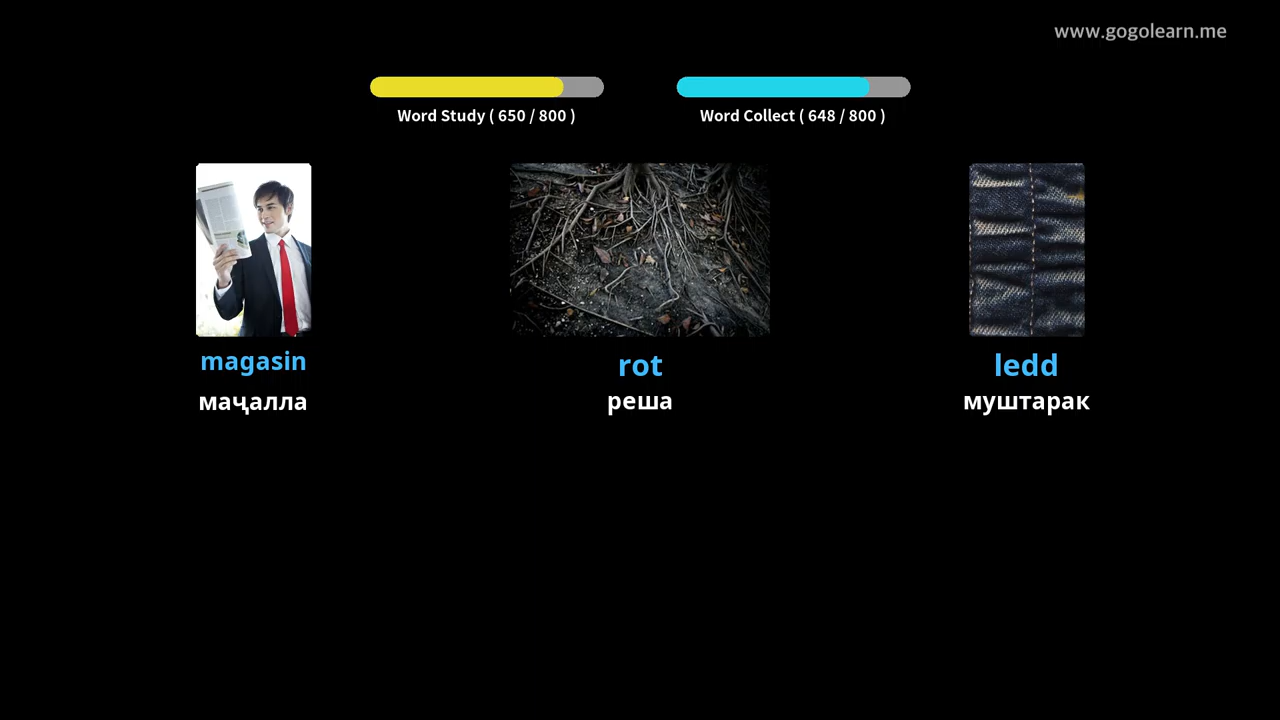 www.gogolearn.me
Word Study ( 650 / 800 )
Word Collect ( 648 / 800 )
magasin
маҷалла
rot
реша
ledd
муштарак